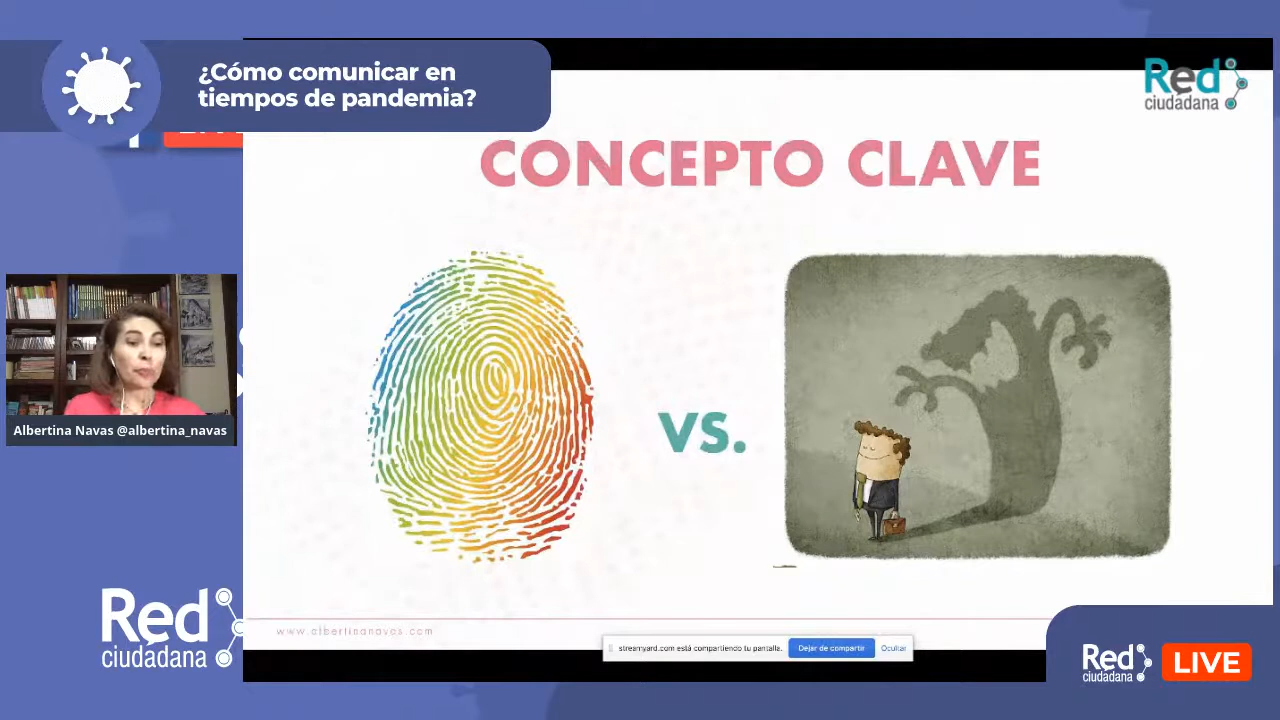 ¿Cómo comunicar en
tiempos de pandemia?
Red
ciudadana
CONCEPTO CLAVE
VS.
Albertina Navas @albertina_navas
Red
ciudadana
www.albertinanavas.com
streamyard.com está compartiendo tu pantalla.
Dejar de compartir
Ocultar
Red
ciudadana
LIVE